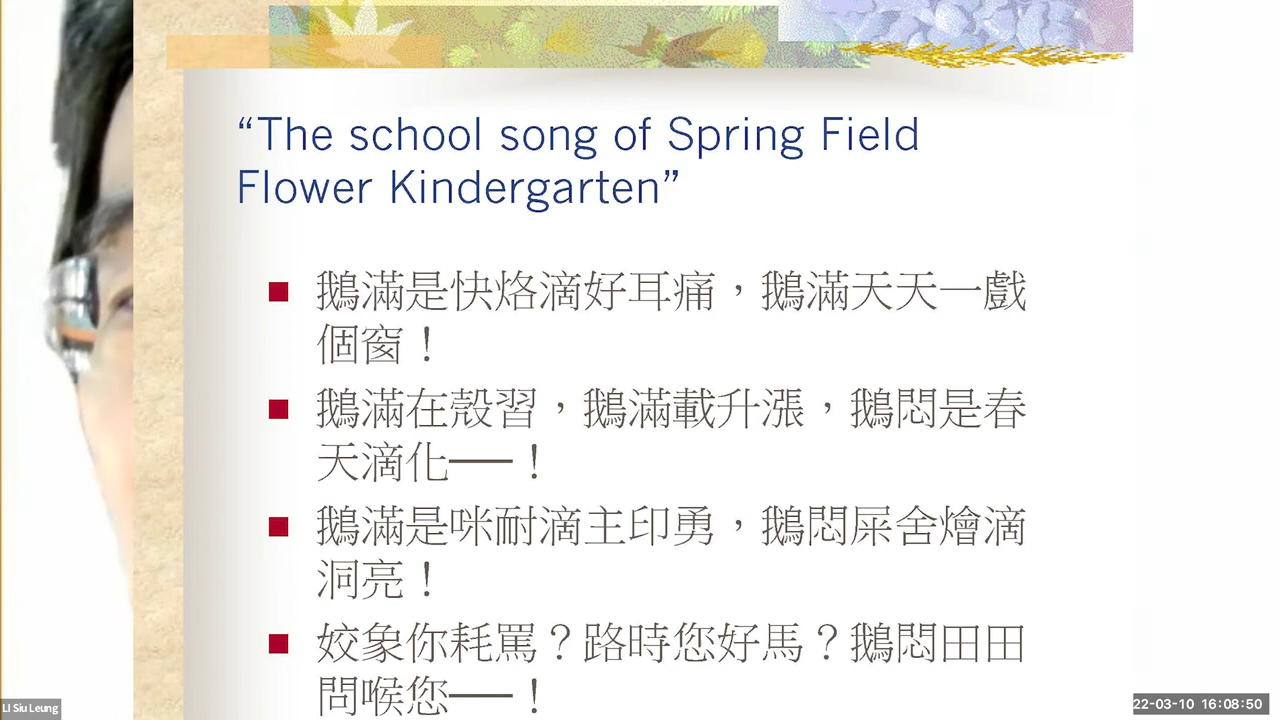 “The school song of Spring Field
Flower Kindergarten”
鵝滿是快烙滴好耳痛，鵝滿天天一戲
個窗！
鵝滿在殼習，鵝滿載升漲，鵝悶是春
天滴化──！
鵝滿是咪耐滴主印勇，鵝悶屎舍燴滴
洞亮！
姣象你耗罵？路時您好馬？鵝悶田田
問喉您──！
LI Siu Leung
22-03-10 16:08:50